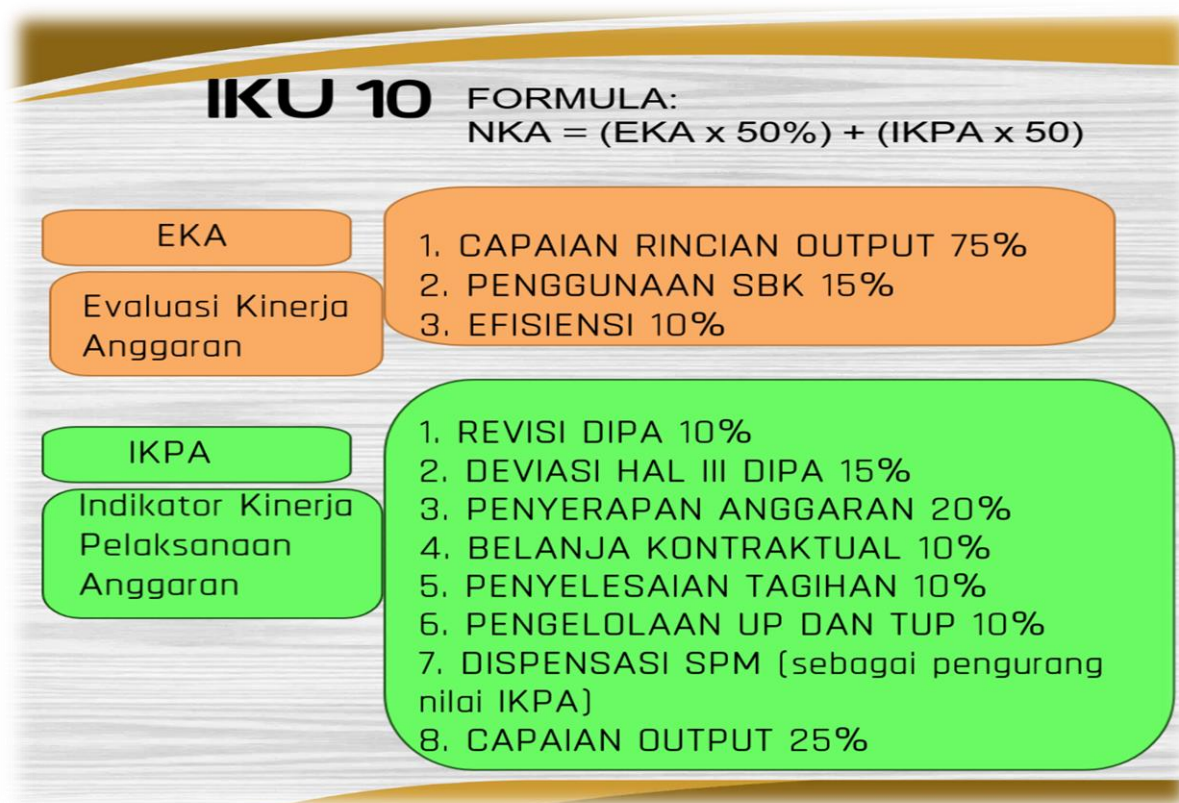 IKU 10
FORMULA:
NKA = (EKA x 50%) + (IKPA x 50)
EKA
Evaluasi Kinerja
Anggaran
1. CAPAIAN RINCIAN OUTPUT 75%
2. PENGGUNAAN SBK 15%
3. EFISIENSI 10%
IKPA
Indikator Kinerja
Pelaksanaan
Anggaran
1. REVISI DIPA 10%
2. DEVIASI HAL III DIPA 15%
3. PENYERAPAN ANGGARAN 20%
4. BELANJA KONTRAKTUAL 10%
5. PENYELESAIAN TAGIHAN 10%
6. PENGELOLAAN UP DAN TUP 10%
7. DISPENSASI SPM (sebagai pengurang
nilai IKPA)
8. CAPAIAN OUTPUT 25%